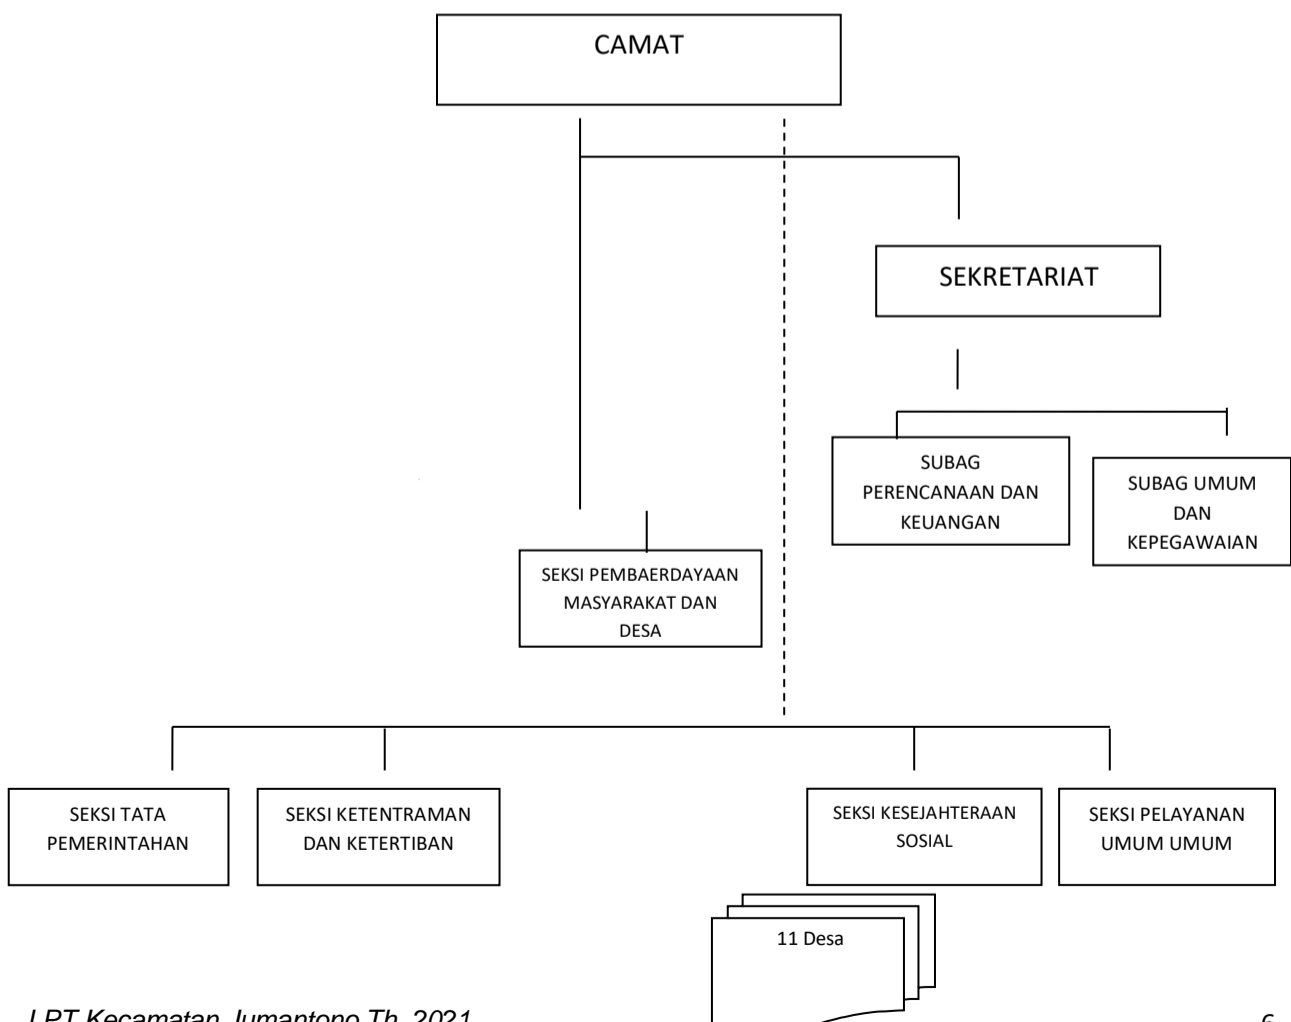 CAMAT
SEKRETARIAT
SUBAG
PERENCANAAN DAN
KEUANGAN
SUBAG UMUM
DAN
KEPEGAWAIAN
SEKSI PEMBAERDAYAAN
MASYARAKAT DAN
DESA
SEKSI TATA
PEMERINTAHAN
SEKSI KETENTRAMAN
DAN KETERTIBAN
SEKSI KESEJAHTERAAN
SOSIAL
SEKSI PELAYANAN
UMUM UMUM
11 Desa
LPT Kecamatan Jumantono Th. 2021
6